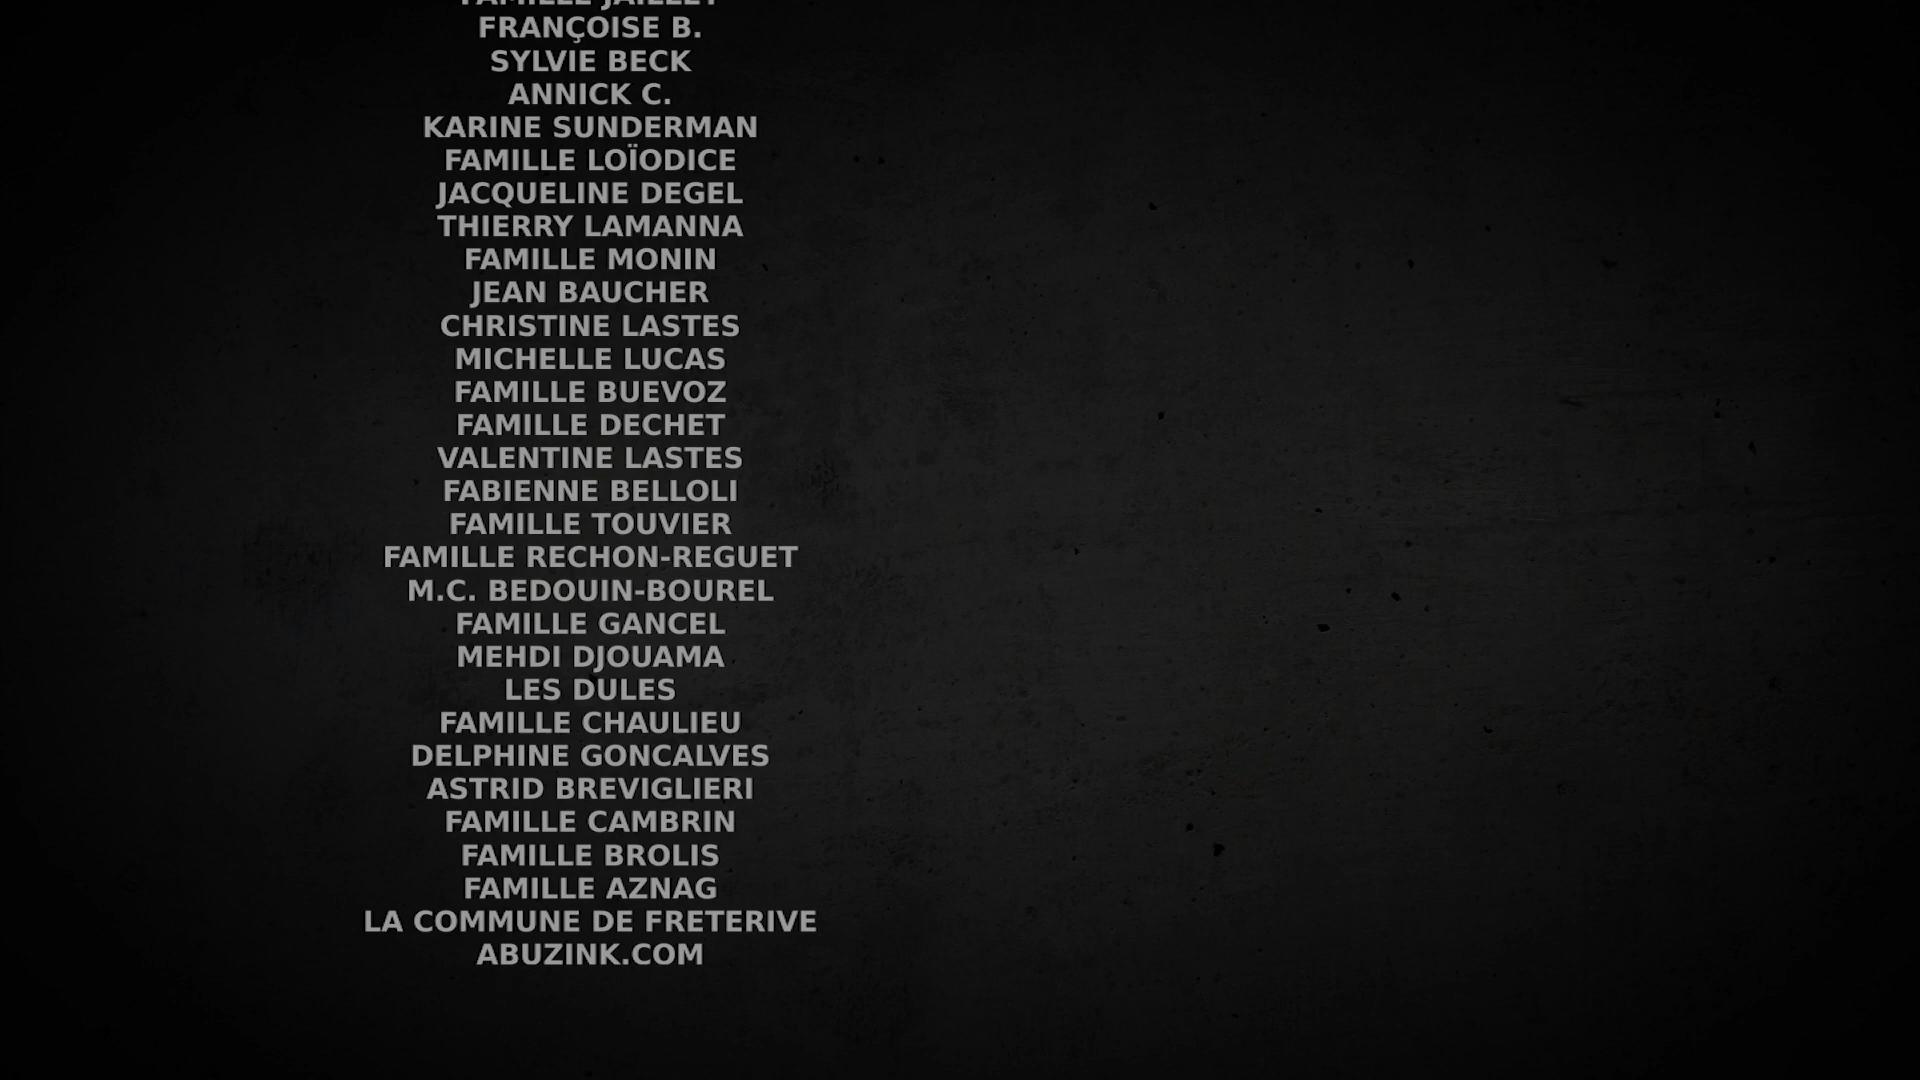 FAMILLE JAILLET
FRANÇOISE B.
SYLVIE BECK
ANNICK C.
KARINE SUNDERMAN
FAMILLE LOÏODICE
JACQUELINE DEGEL
THIERRY LAMANNA
FAMILLE MONIN
JEAN BAUCHER
CHRISTINE LASTES
MICHELLE LUCAS
FAMILLE BUEVOZ
FAMILLE DECHET
VALENTINE LASTES
FABIENNE BELLOLI
FAMILLE TOUVIER
FAMILLE RECHON-REGUET
M.C. BEDOUIN-BOUREL
FAMILLE GANCEL
MEHDI DJOUAMA
LES DULES
FAMILLE CHAULIEU
DELPHINE GONCALVES
ASTRID BREVIGLIERI
FAMILLE CAMBRIN
FAMILLE BROLIS
FAMILLE AZNAG
LA COMMUNE DE FRETERIVE
ABUZINK.COM